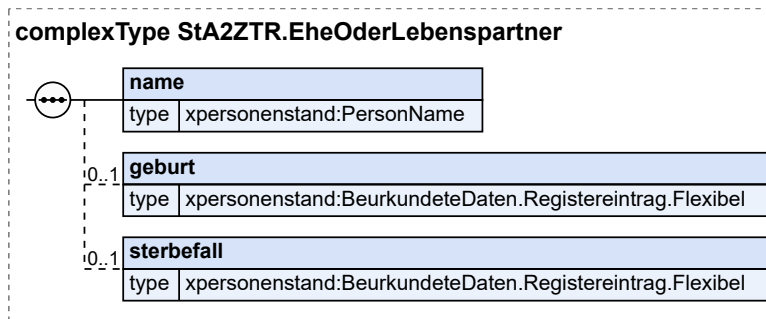 complexType StA2ZTR.EheOderLebenspartner
name
type xpersonenstand:PersonName
0..1 geburt
type xpersonenstand:BeurkundeteDaten.Registereintrag.Flexibel
0..1 sterbefall
type xpersonenstand:BeurkundeteDaten.Registereintrag.Flexibel